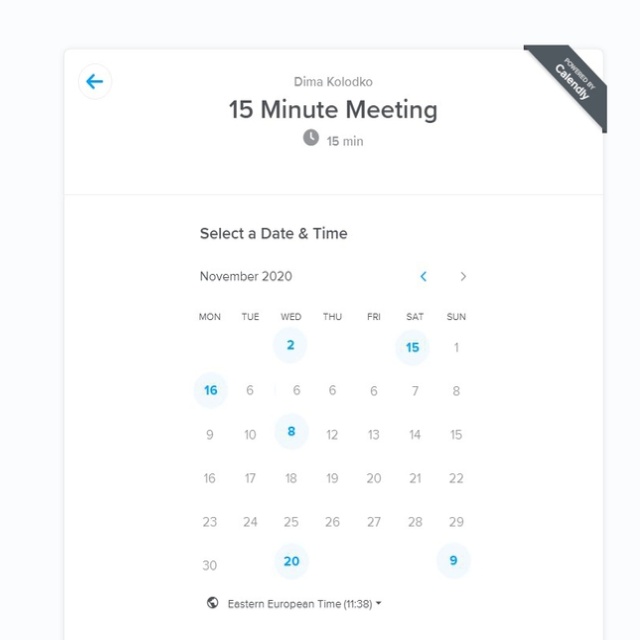 Dima Kolodko
POWERED BY
Calendly
15 Minute Meeting
15 min
Select a Date & Time
November 2020
MON TUE WED THU FRI SAT SUN
2 15 1
16 6 6 6 6 7 8
9 10 8 12 13 14 15
16 17 18 19 20 21 22
23 24 25 26 27 28 29
30 20 9
Eastern European Time (11:38)